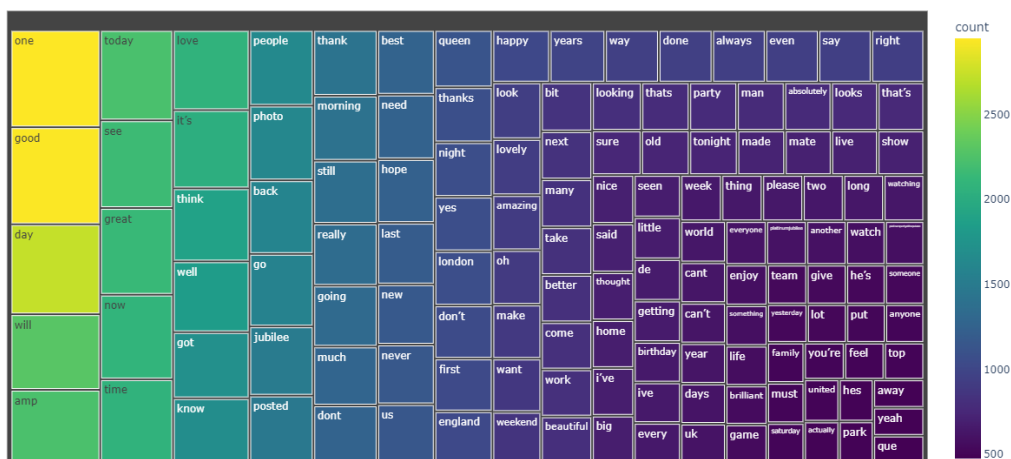 count
one
good
day
will
amp
today
see
great
now
time
love
it's
think
well
got
know
people
photo
back
go
jubilee
posted
thank
morning
still
really
going
much
dont
best
need
hope
last
new
never
us
queen
thanks
night
yes
london
don't
first
england
happy
years
way
done
always
even
say
right
look
lovely
amazing
oh
make
want
weekend
bit
next
many
take
better
come
work
beautiful
looking
thats
party
man
absolutely
looks
that's
sure
old
tonight
made
mate
live
show
nice
said
thought
home
i've
big
seen
little
de
getting
birthday
ive
every
week
world
cant
can't
year
days
uk
thing
everyone
enjoy
something
life
brilliant
game
please
platinumjubilee
team
yesterday
family
must
saturday
two
another
give
lot
you're
united
actually
long
watch
he's
put
feel
hes
park
watching
someone
anyone
top
away
yeah
que
2500
2000
1500
1000
500